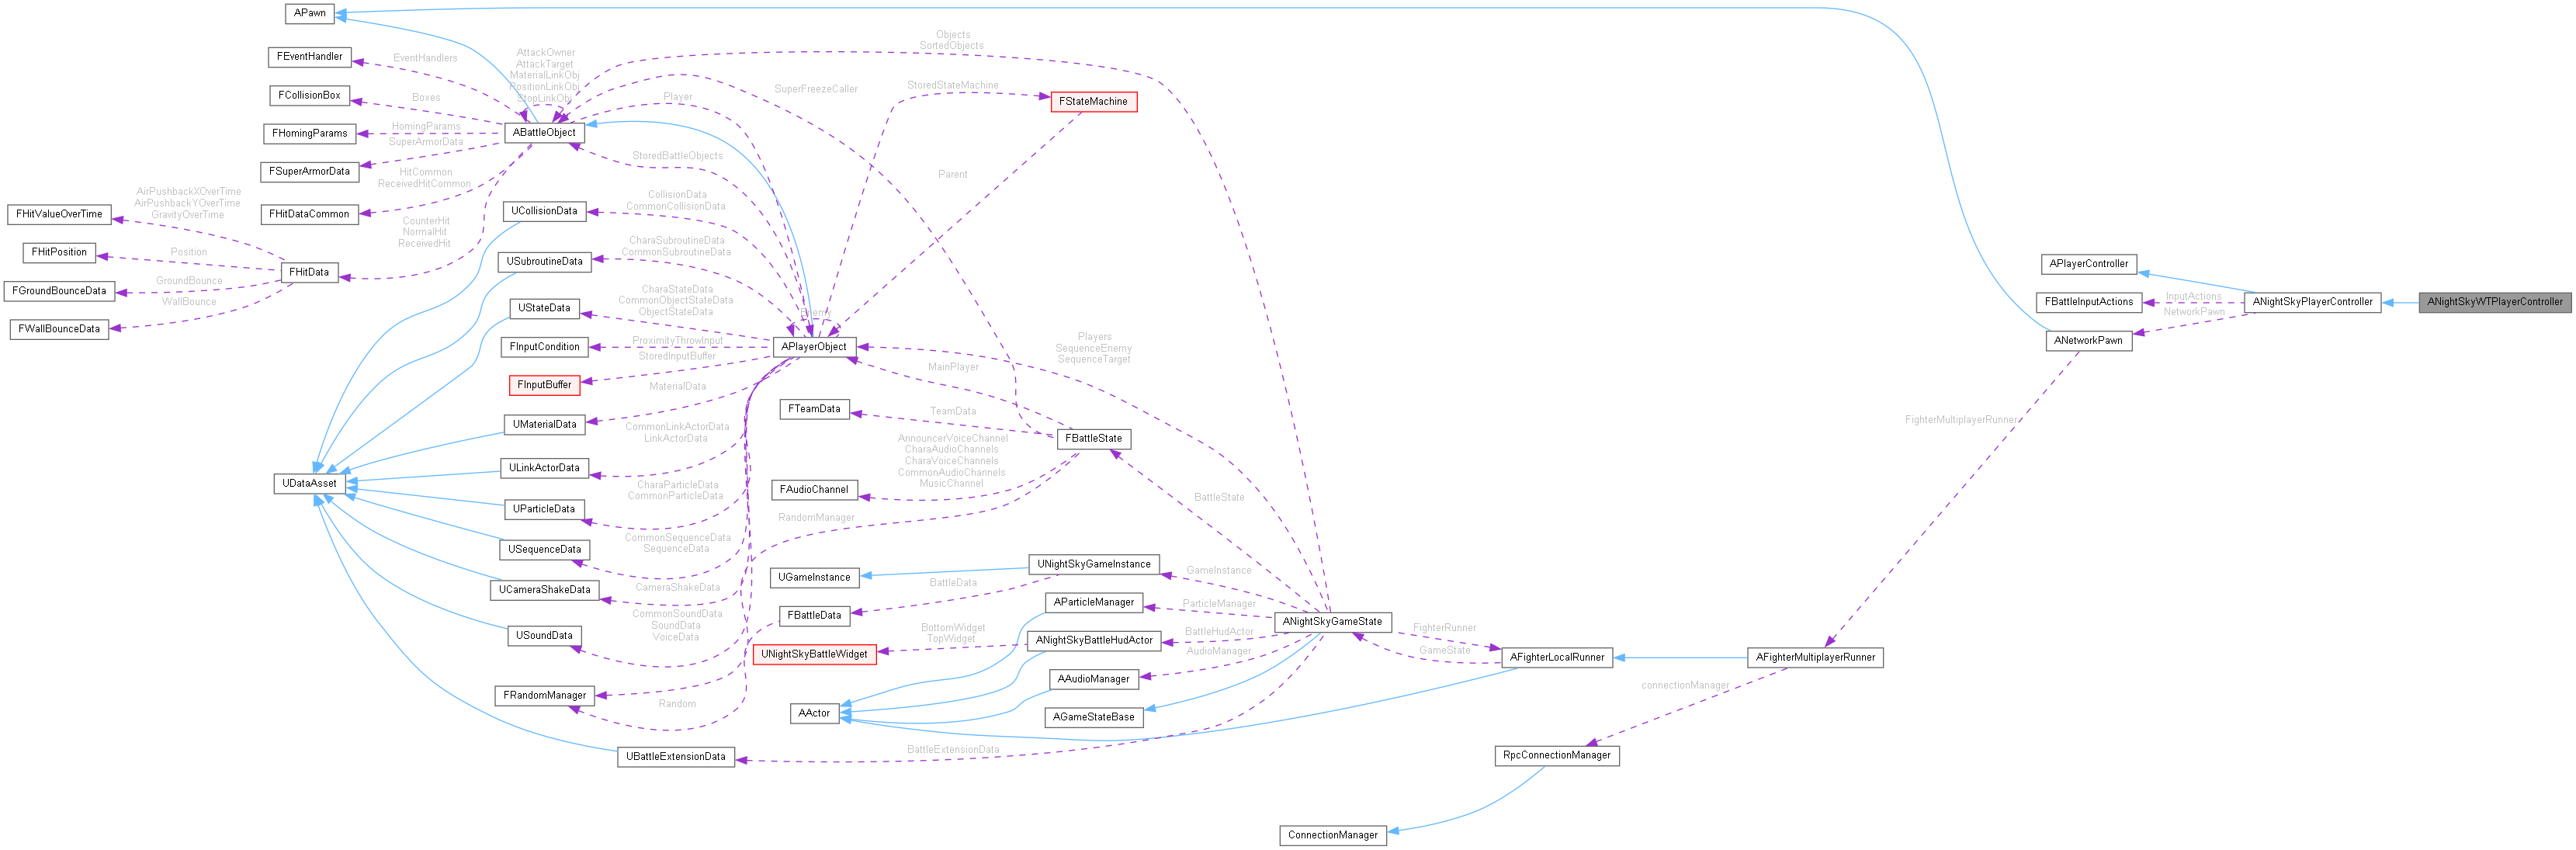 APawn
FEventHandler
EventHandlers
FCollisionBox
Boxes
FHomingParams
HomingParams
FSuperArmorData
SuperArmorData
FHitDataCommon
HitCommon
ReceivedHitCommon
AttackOwner
AttackTarget
MaterialLinkObj
PositionLinkObj
StopLinkObj
ABattleObject
Player
StoredBattleObjects
Objects
SortedObjects
SuperFreezeCaller
StoredStateMachine
FStateMachine
Parent
FHitValueOverTime
AirPushbackXOverTime
AirPushbackYOverTime
GravityOverTime
FHitPosition
Position
FGroundBounceData
GroundBounce
FWallBounceData
WallBounce
FHitData
CounterHit
NormalHit
ReceivedHit
UCollisionData
CollisionData
CommonCollisionData
USubroutineData
CharaSubroutineData
CommonSubroutineData
UStateData
CharaStateData
CommonObjectStateData
ObjectStateData
FInputCondition
ProximityThrowInput
FInputBuffer
StoredInputBuffer
UMaterialData
MaterialData
ULinkActorData
CommonLinkActorData
LinkActorData
UParticleData
CharaParticleData
CommonParticleData
USequenceData
CommonSequenceData
SequenceData
UCameraShakeData
CameraShakeData
USoundData
CommonSoundData
SoundData
VoiceData
UDataAsset
Enemy
APlayerObject
MainPlayer
Players
SequenceEnemy
SequenceTarget
FTeamData
TeamData
FBattleState
FAudioChannel
AnnouncerVoiceChannel
CharaAudioChannels
CharaVoiceChannels
CommonAudioChannels
MusicChannel
RandomManager
BattleState
UGameInstance
UNightSkyGameInstance
GameInstance
FBattleData
BattleData
AParticleManager
ParticleManager
UNightSkyBattleWidget
BottomWidget
TopWidget
ANightSkyBattleHudActor
BattleHudActor
AAudioManager
AudioManager
FRandomManager
Random
AActor
AGameStateBase
UBattleExtensionData
BattleExtensionData
ANightSkyGameState
FighterRunner
GameState
AFighterLocalRunner
AFighterMultiplayerRunner
connectionManager
RpcConnectionManager
ConnectionManager
FighterMultiplayerRunner
APlayerController
FBattleInputActions
InputActions
NetworkPawn
ANetworkPawn
ANightSkyPlayerController
ANightSkyWTPlayerController